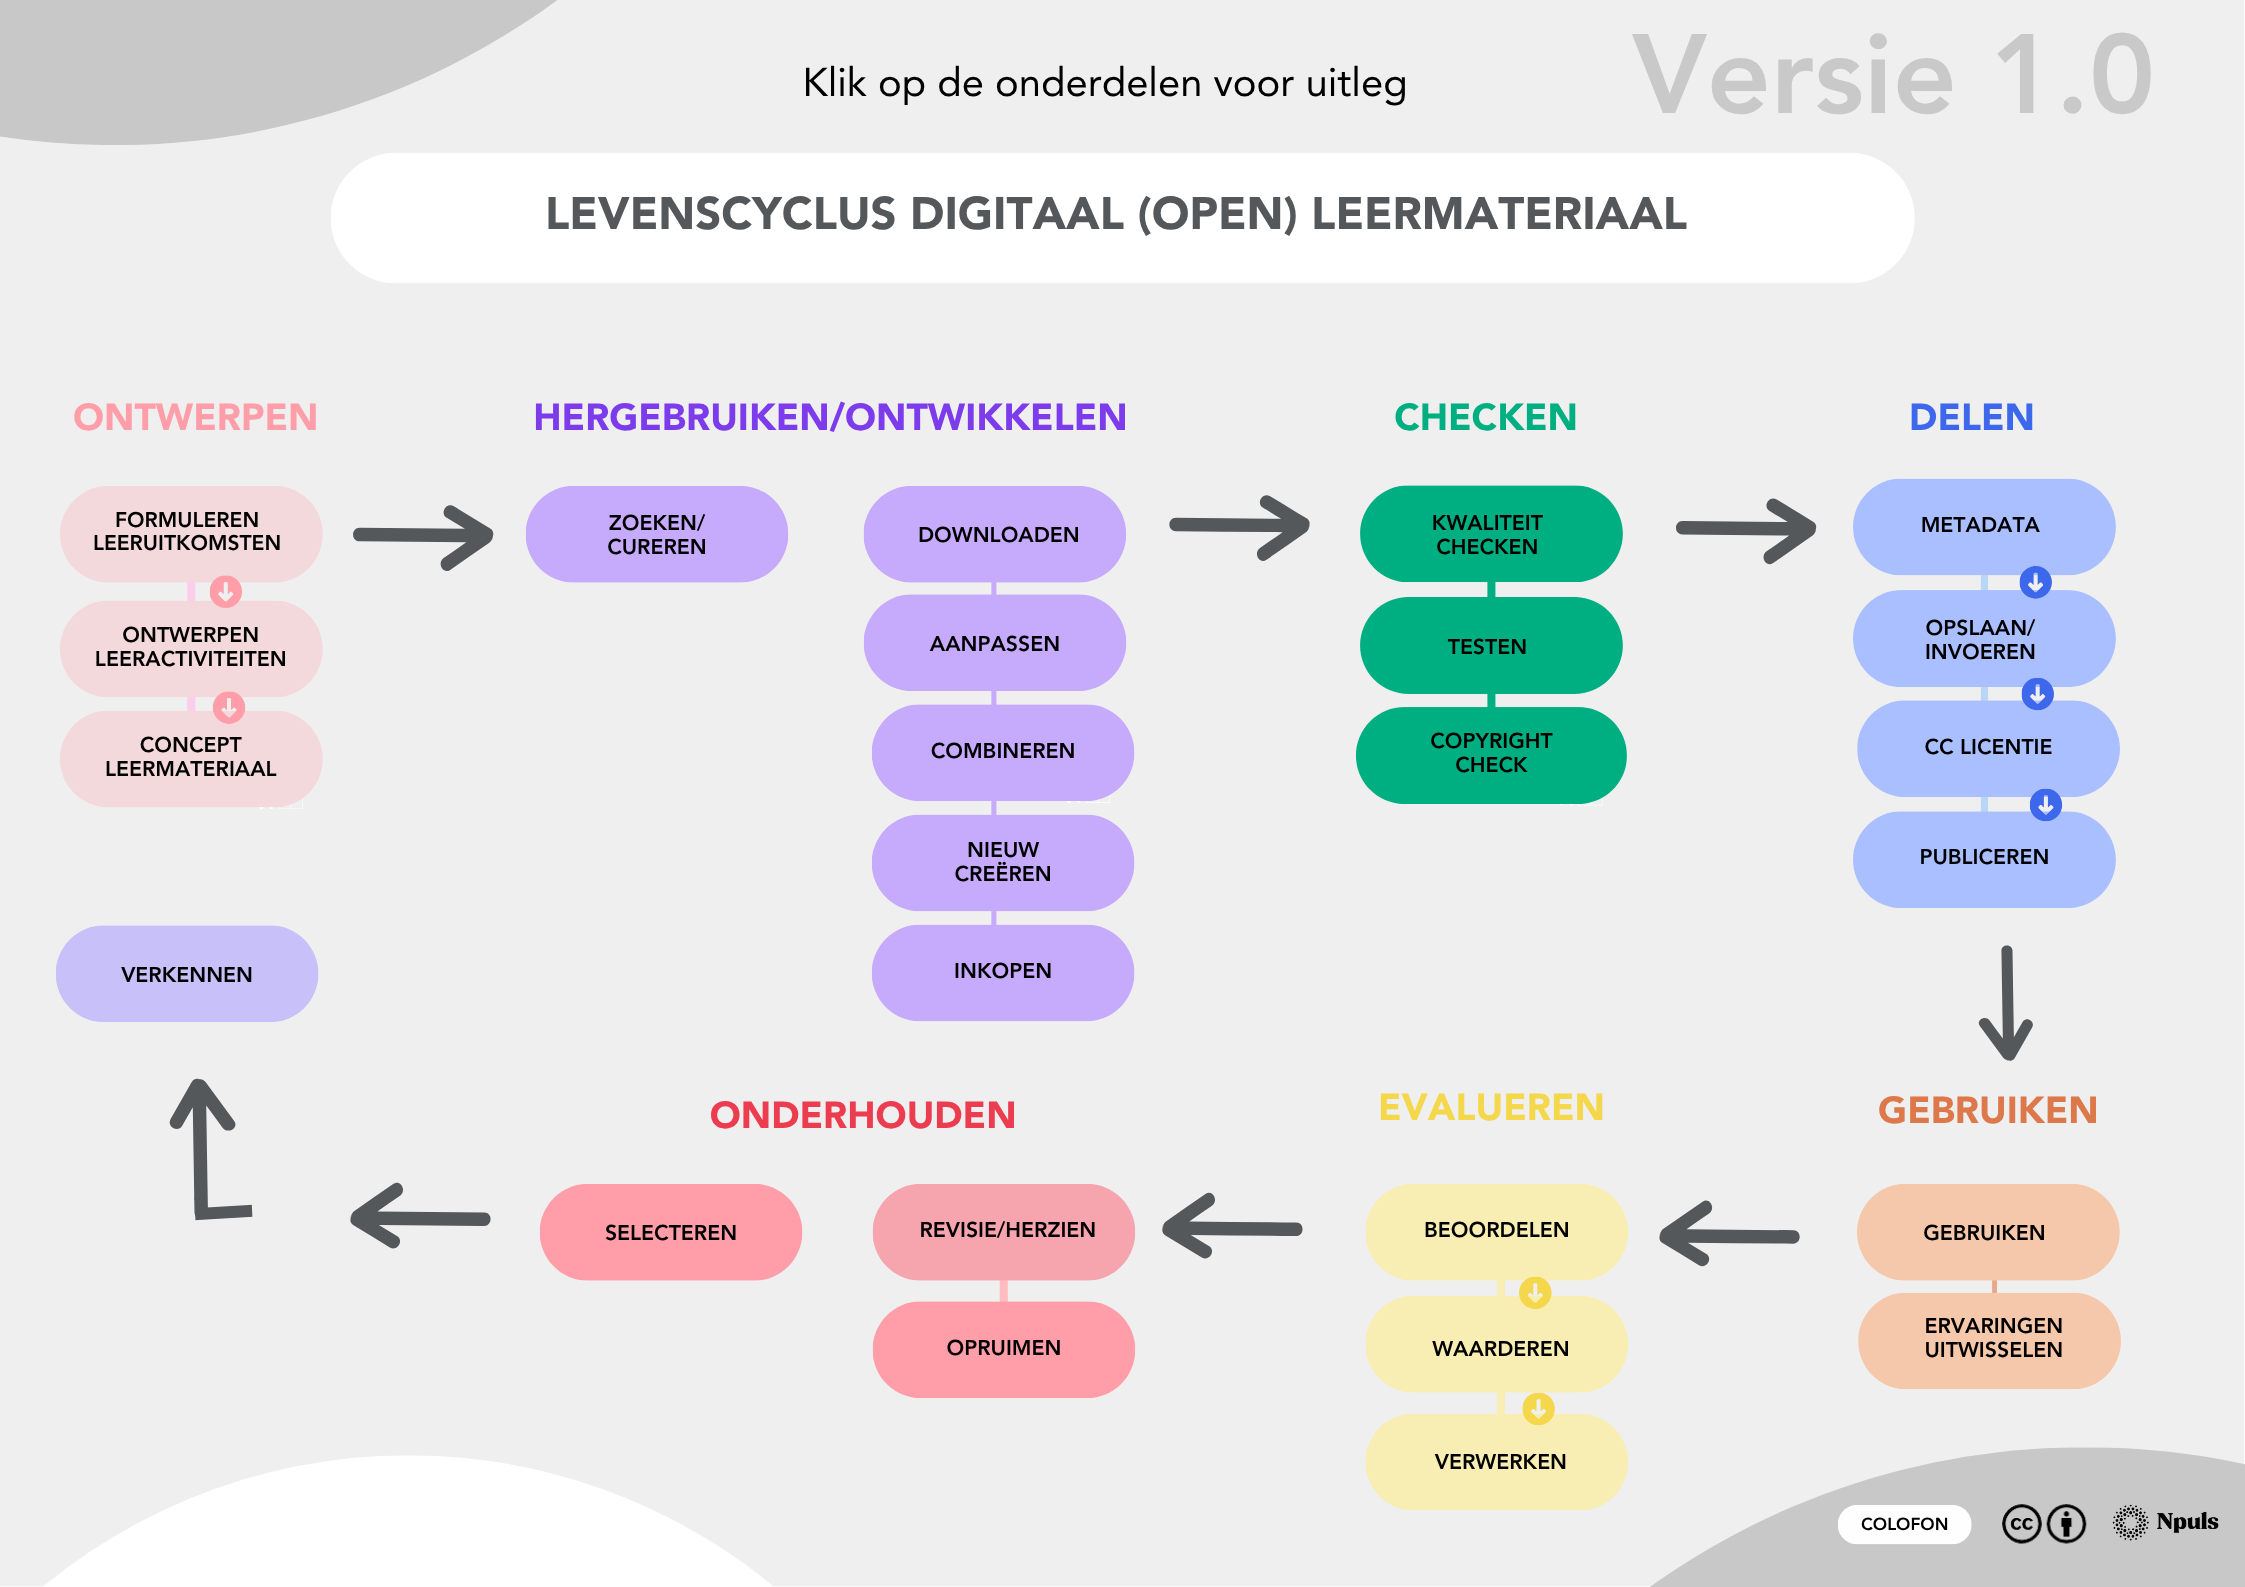 Klik op de onderdelen voor uitleg
Versie 1.0
LEVENSCYCLUS DIGITAAL (OPEN) LEERMATERIAAL
ONTWERPEN
FORMULEREN
LEERUITKOMSTEN
ONTWERPEN
LEERACTIVITEITEN
CONCEPT
LEERMATERIAAL
HERGEBRUIKEN/ONTWIKKELEN
ZOEKEN/
CUREREN
DOWNLOADEN
AANPASSEN
COMBINEREN
NIEUW
CREËREN
INKOPEN
CHECKEN
KWALITEIT
CHECKEN
TESTEN
COPYRIGHT
CHECK
DELEN
METADATA
OPSLAAN/
INVOEREN
CC LICENTIE
PUBLICEREN
GEBRUIKEN
GEBRUIKEN
ERVARINGEN
UITWISSELEN
EVALUEREN
BEOORDELEN
WAARDEREN
VERWERKEN
ONDERHOUDEN
REVISIE/HERZIEN
OPRUIMEN
SELECTEREN
VERKENNEN
COLOFON
CC
Npuls